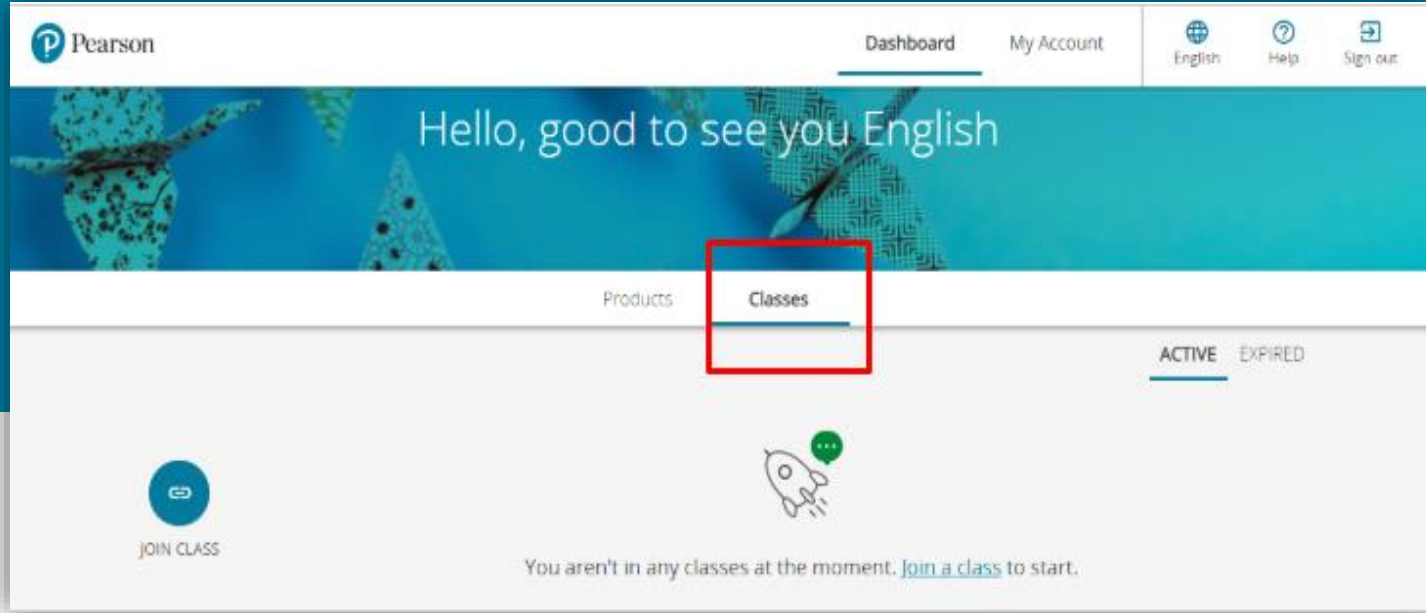 Pearson
Dashboard My Account
English Help Sign out
Hello, good to see you English
Products Classes
ACTIVE EXPIRED
JOIN CLASS
You aren't in any classes at the moment. Join a class to start.